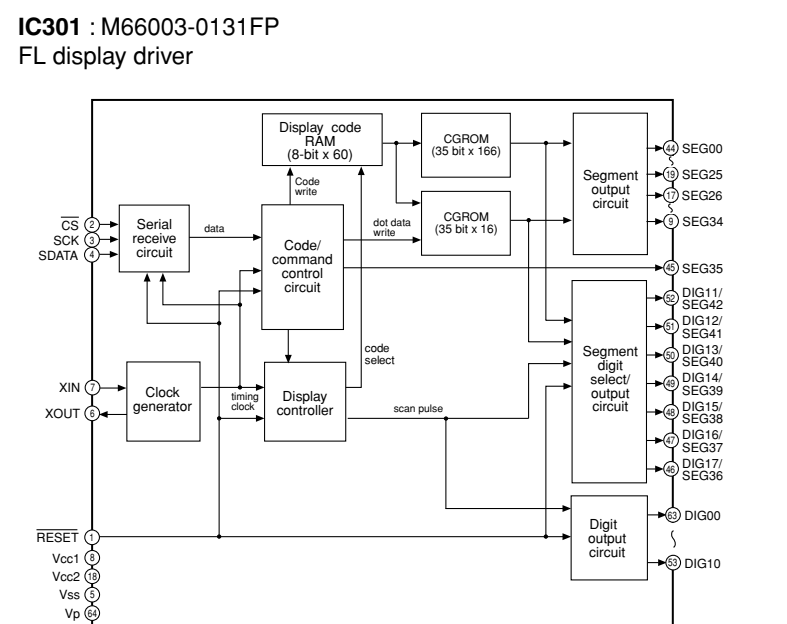 IC301 : M66003-0131FP
FL display driver
Display code
RAM
(8-bit x 60)
CGROM
(35 bit x 166)
Segment
output
circuit
44 SEG00
19 SEG25
17 SEG26
9 SEG34
Code
write
CGROM
(35 bit x 16)
CS 2
SCK 3
SDATA 4
Serial
receive
circuit
data
Code/
command
control
circuit
dot data
write
45 SEG35
52 DIG11/
SEG42
51 DIG12/
SEG41
50 DIG13/
SEG40
49 DIG14/
SEG39
48 DIG15/
SEG38
47 DIG16/
SEG37
46 DIG17/
SEG36
Segment
digit
select/
output
circuit
code
select
XIN 7
XOUT 6
Clock
generator
timing
clock
Display
controller
scan pulse
Digit
output
circuit
63 DIG00
53 DIG10
RESET 1
Vcc1 8
Vcc2 18
Vss 5
Vp 64